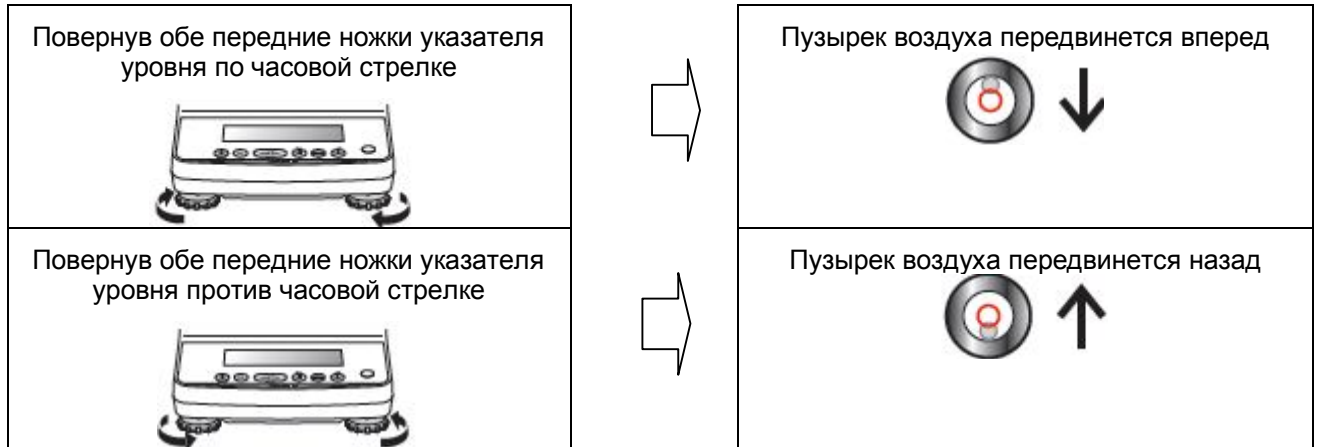 Повернув обе передние ножки указателя
уровня по часовой стрелке
Пузырек воздуха передвинется вперед
Повернув обе передние ножки указателя
уровня против часовой стрелке
Пузырек воздуха передвинется назад